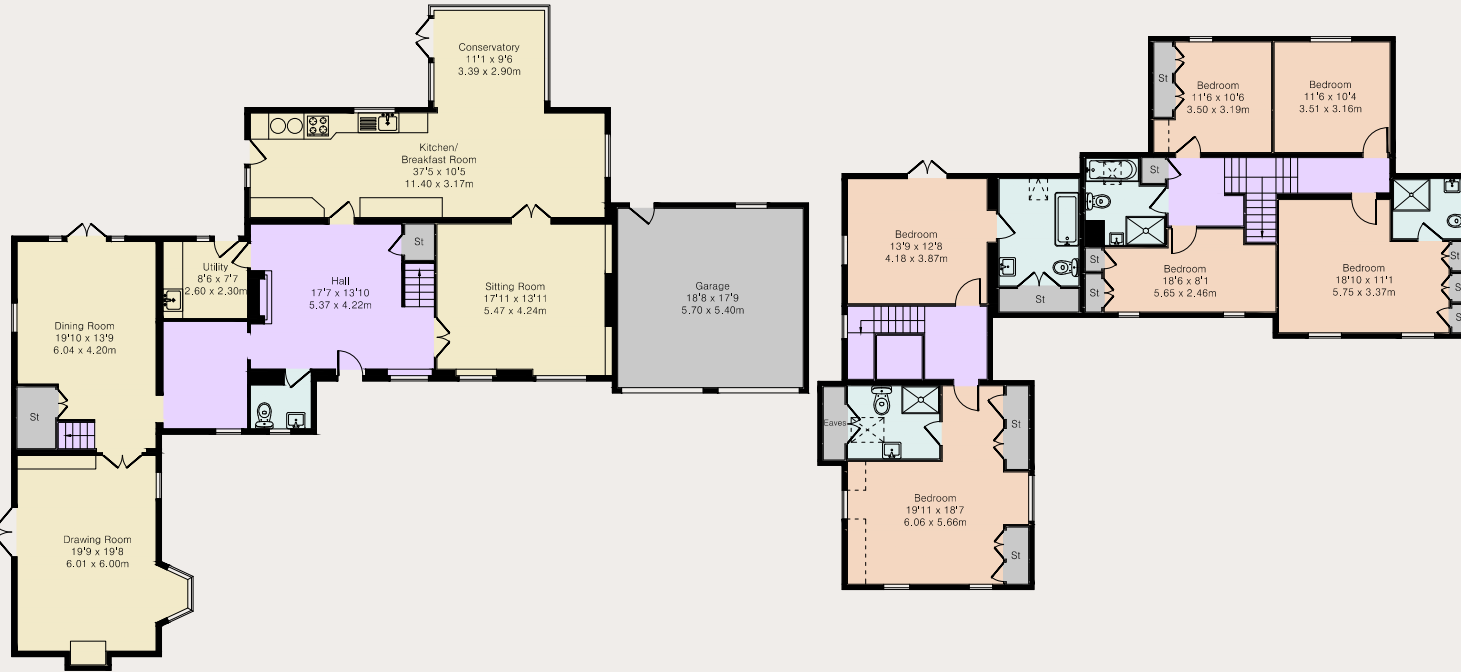 Conservatory
11'1 x 9'6
3.39 x 2.90m
Kitchen/
Breakfast Room
37'5 x 10'5
11.40 x 3.17m
Utility
8'6 x 7'7
2.60 x 2.30m
Hall
17'7 x 13'10
5.37 x 4.22m
St
Sitting Room
17'11 x 13'11
5.47 x 4.24m
Garage
18'8 x 17'9
5.70 x 5.40m
Dining Room
19'10 x 13'9
6.04 x 4.20m
St
Drawing Room
19'9 x 19'8
6.01 x 6.00m
St
Bedroom
11'6 x 10'6
3.50 x 3.19m
Bedroom
11'6 x 10'4
3.51 x 3.16m
St
Bedroom
13'9 x 12'8
4.18 x 3.87m
St
St
St
Bedroom
18'6 x 8'1
5.65 x 2.46m
Bedroom
18'10 x 11'1
5.75 x 3.37m
St
St
St
Eaves
St
Bedroom
19'11 x 18'7
6.06 x 5.66m
St